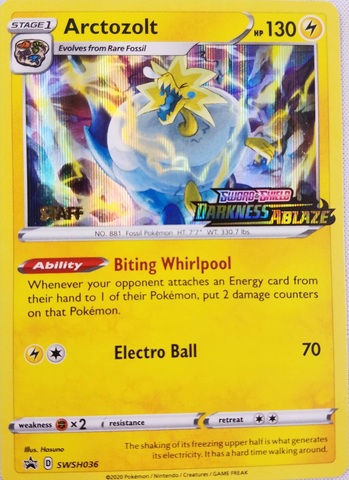 STAGE 1 Arctozolt HP 130
Evolves from Rare Fossil
SWORD & SHIELD
DARKNESS ABLAZE
STAFF
NO. 881 Fossil Pokémon HT: 7'7" WT: 330.7 lbs
Ability Biting Whirlpool
Whenever your opponent attaches an Energy card from
their hand to 1 of their Pokémon, put 2 damage counters
on that Pokémon.
Electro Ball 70
weakness ×2 resistance retreat
Illus. Hasuno
The shaking of its freezing upper half is what generates
its electricity. It has a hard time walking around.
D SWSH036
©2020 Pokémon / Nintendo / Creatures / GAME FREAK